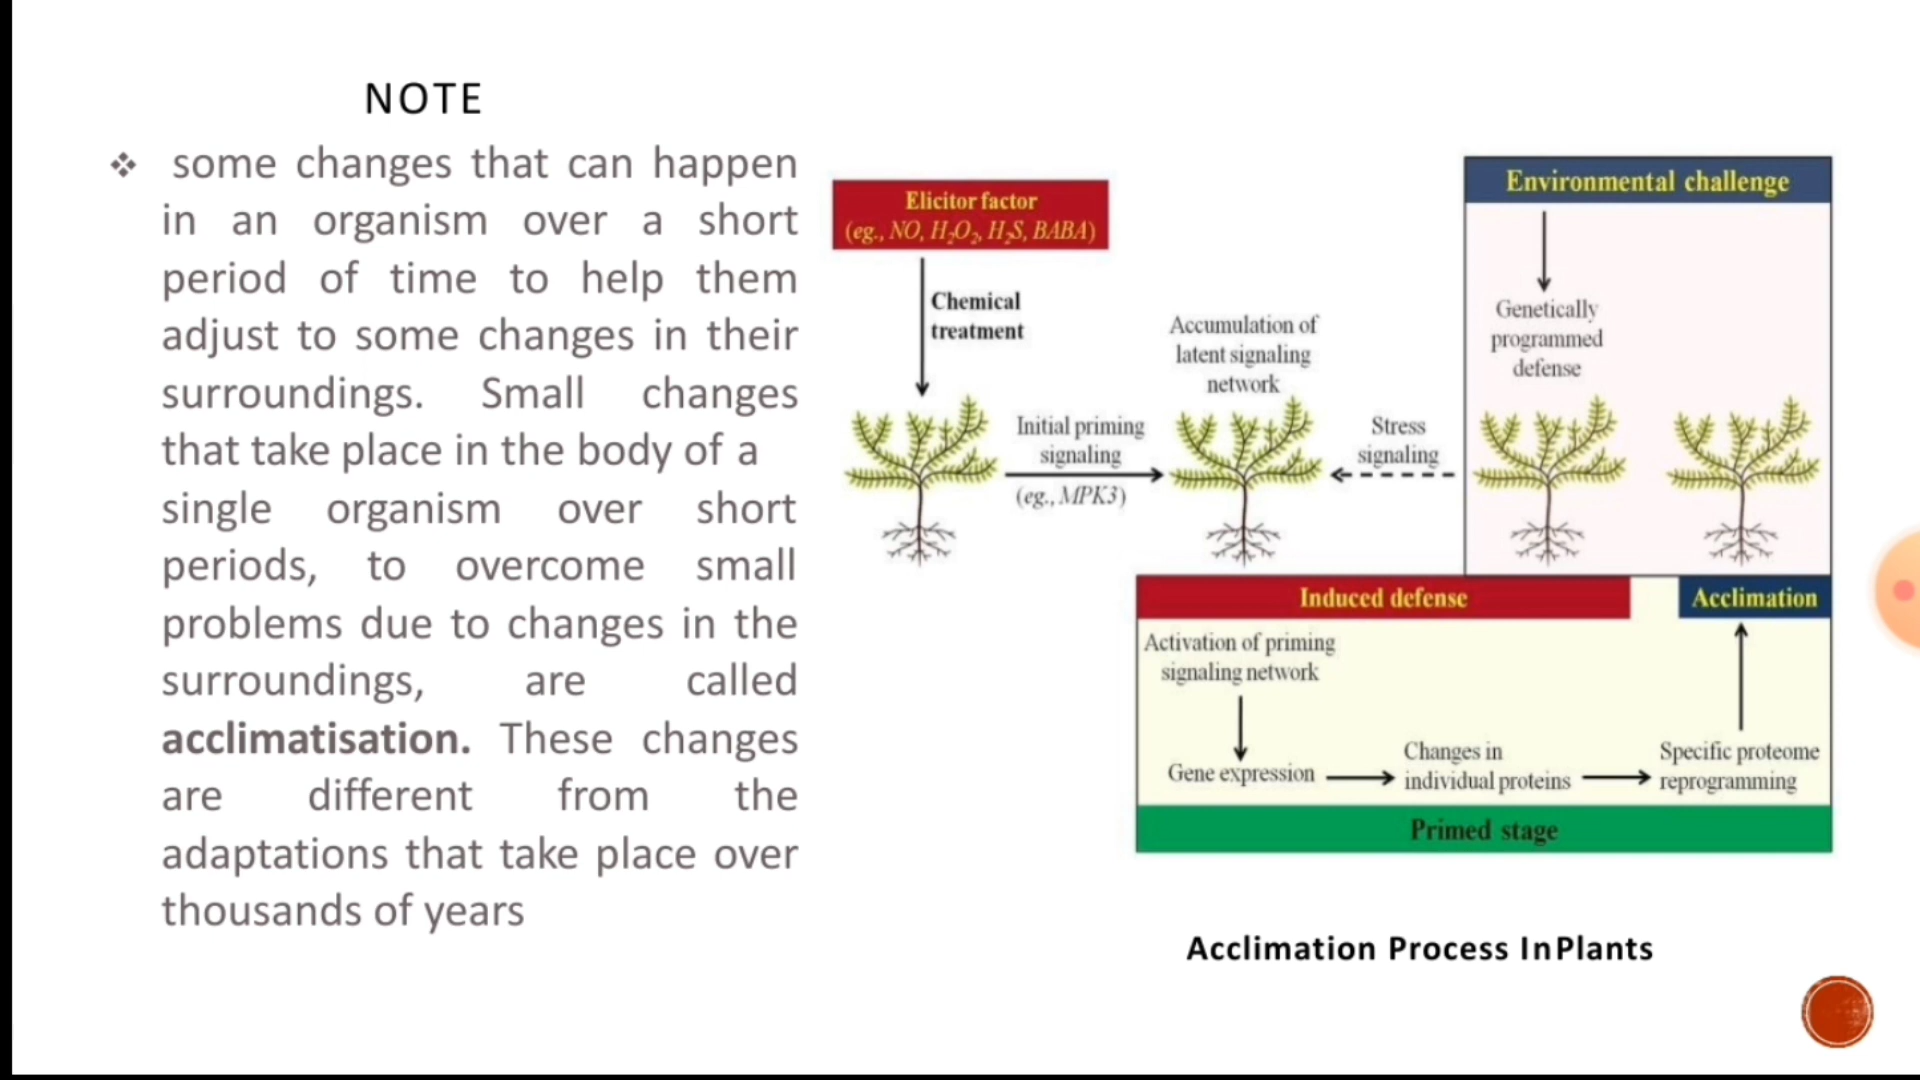 NOTE
❖ some changes that can happen
in an organism over a short
period of time to help them
adjust to some changes in their
surroundings. Small changes
that take place in the body of a
single organism over short
periods, to overcome small
problems due to changes in the
surroundings, are called
acclimatisation. These changes
are different from the
adaptations that take place over
thousands of years
Elicitor factor
(eg., NO, H₂O₂, H₂S, BABA)
Chemical
treatment
Initial priming
signaling
(eg., MPK3)
Accumulation of
latent signaling
network
Stress
signaling
Environmental challenge
Genetically
programmed
defense
Induced defense
Acclimation
Activation of priming
signaling network
Gene expression
Changes in
individual proteins
Specific proteome
reprogramming
Primed stage
Acclimation Process InPlants